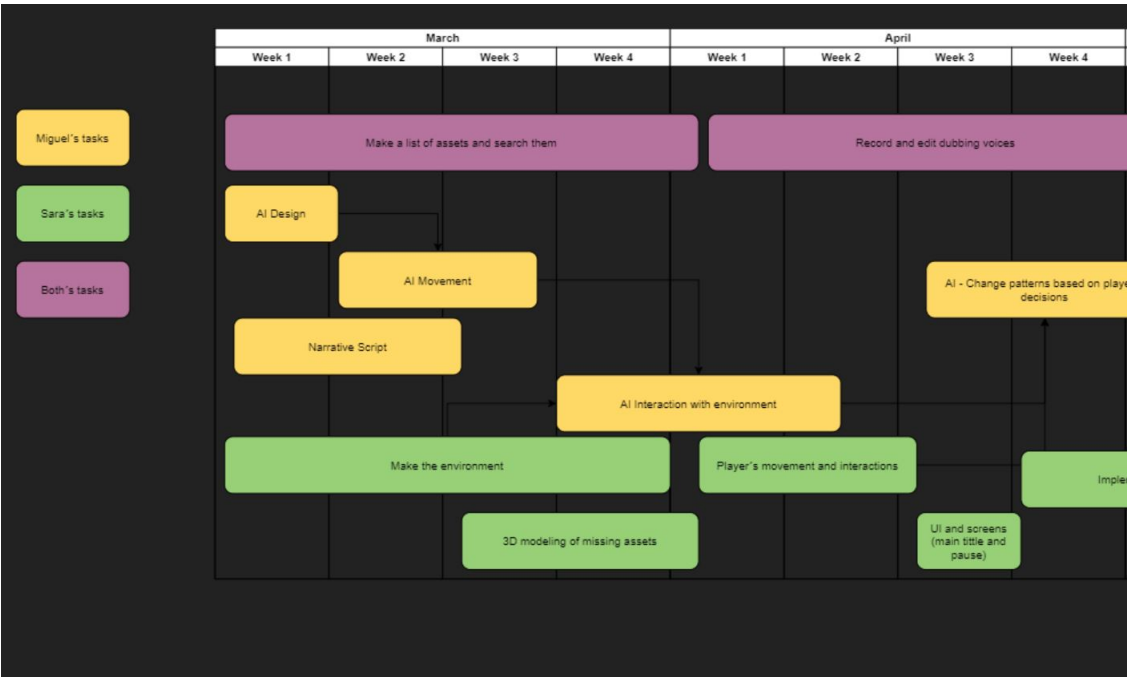 March
April
Week 1
Week 2
Week 3
Week 4
Week 1
Week 2
Week 3
Week 4
Miguel's tasks
Make a list of assets and search them
Record and edit dubbing voices
Sara's tasks
AI Design
Both's tasks
AI Movement
AI - Change patterns based on playe
decisions
Narrative Script
AI Interaction with environment
Make the environment
Player's movement and interactions
Imple
3D modeling of missing assets
UI and screens
(main tittle and
pause)